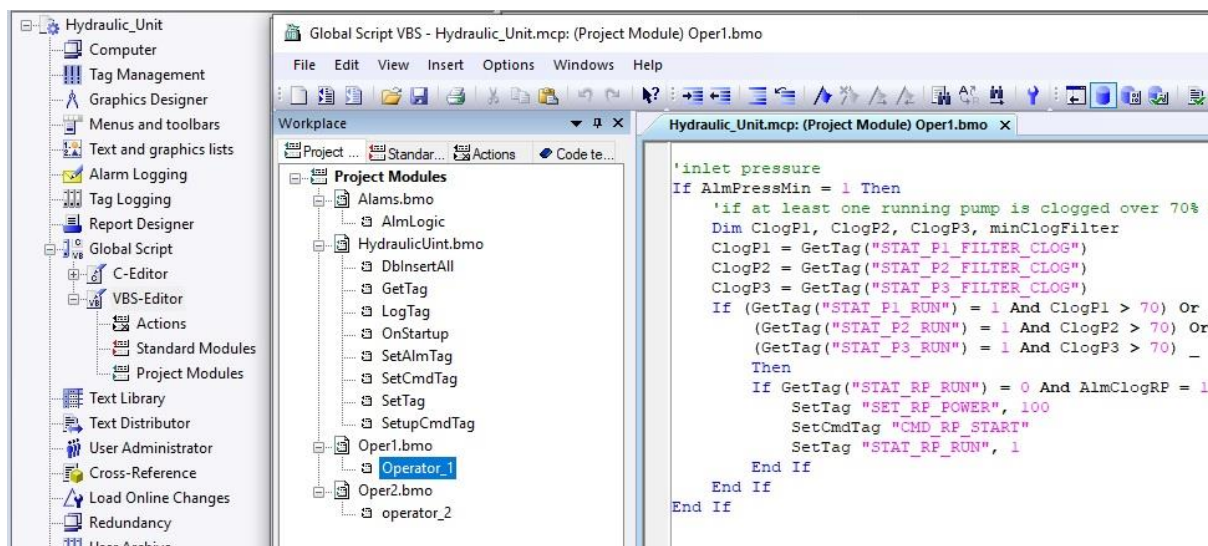 Hydraulic_Unit
Computer
Tag Management
Graphics Designer
Menus and toolbars
Text and graphics lists
Alarm Logging
Tag Logging
Report Designer
Global Script
C-Editor
VBS-Editor
Actions
Standard Modules
Project Modules
Text Library
Text Distributor
User Administrator
Cross-Reference
Load Online Changes
Redundancy
User Archive
Global Script VBS - Hydraulic_Unit.mcp: (Project Module) Oper1.bmo
File Edit View Insert Options Windows Help
Workplace
Project ... Standar... Actions Code te...
Project Modules
Alams.bmo
AlmLogic
HydraulicUint.bmo
DbInsertAll
GetTag
LogTag
OnStartup
SetAlmTag
SetCmdTag
SetTag
SetupCmdTag
Oper1.bmo
Operator_1
Oper2.bmo
operator_2
Hydraulic_Unit.mcp: (Project Module) Oper1.bmo X
'inlet pressure
If AlmPressMin = 1 Then
'if at least one running pump is clogged over 70%
Dim ClogP1, ClogP2, ClogP3, minClogFilter
ClogP1 = GetTag("STAT_P1_FILTER_CLOG")
ClogP2 = GetTag("STAT_P2_FILTER_CLOG")
ClogP3 = GetTag("STAT_P3_FILTER_CLOG")
If (GetTag("STAT_P1_RUN") = 1 And ClogP1 > 70) Or
(GetTag("STAT_P2_RUN") = 1 And ClogP2 > 70) Or
(GetTag("STAT_P3_RUN") = 1 And ClogP3 > 70) _
Then
If GetTag("STAT_RP_RUN") = 0 And AlmClogRP = 1
SetTag "SET_RP_POWER", 100
SetCmdTag "CMD_RP_START"
SetTag "STAT_RP_RUN", 1
End If
End If
End If